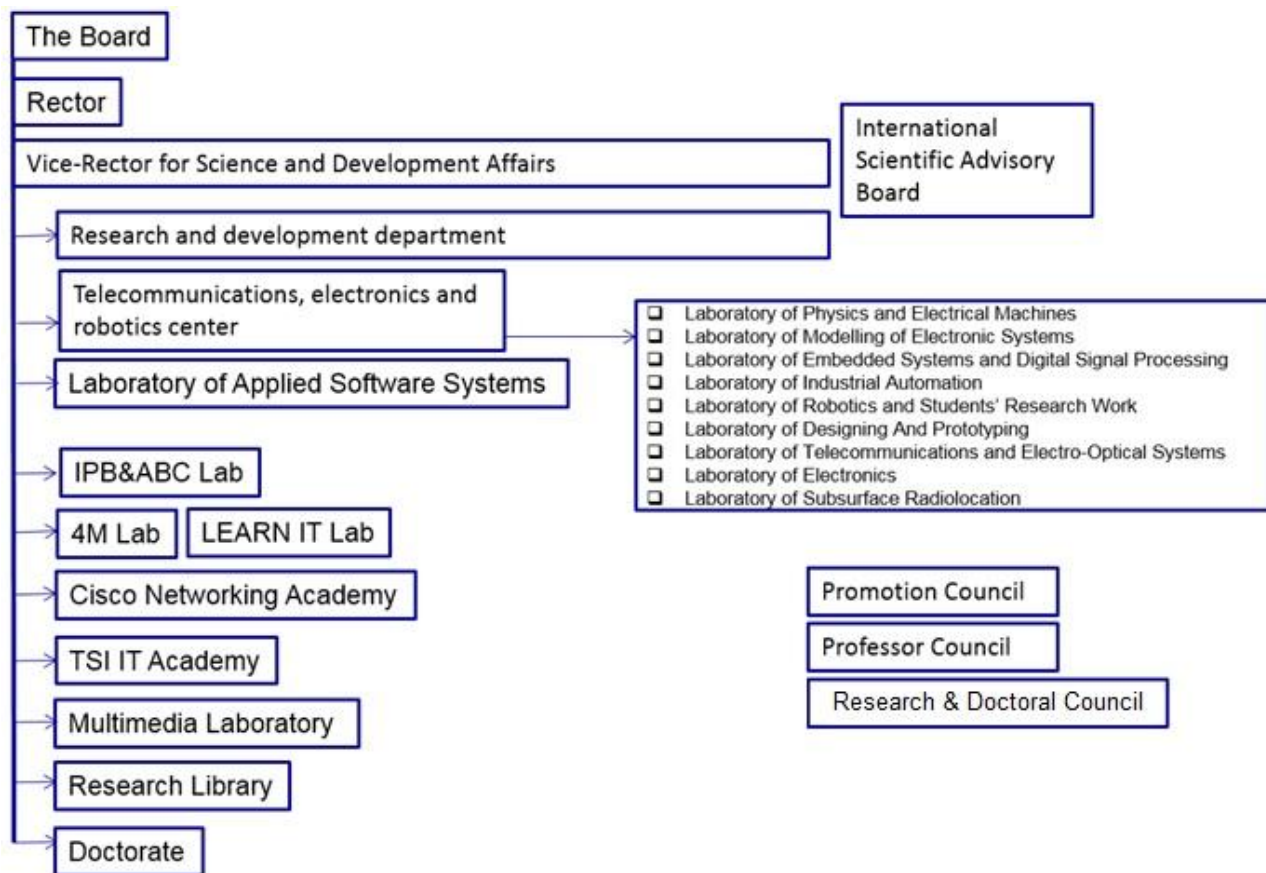 The Board
Rector
Vice-Rector for Science and Development Affairs
International
Scientific Advisory
Board
Research and development department
Telecommunications, electronics and
robotics center
❑ Laboratory of Physics and Electrical Machines
❑ Laboratory of Modelling of Electronic Systems
❑ Laboratory of Embedded Systems and Digital Signal Processing
❑ Laboratory of Industrial Automation
❑ Laboratory of Robotics and Students' Research Work
❑ Laboratory of Designing And Prototyping
❑ Laboratory of Telecommunications and Electro-Optical Systems
❑ Laboratory of Electronics
❑ Laboratory of Subsurface Radiolocation
Laboratory of Applied Software Systems
IPB&ABC Lab
4M Lab
LEARN IT Lab
Cisco Networking Academy
TSI IT Academy
Multimedia Laboratory
Research Library
Doctorate
Promotion Council
Professor Council
Research & Doctoral Council